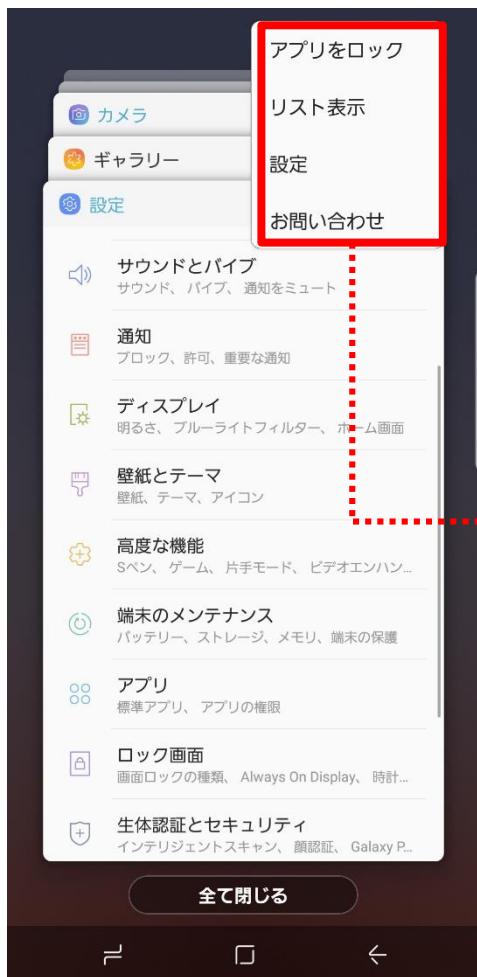 アプリをロック
リスト表示
設定
お問い合わせ
カメラ
ギャラリー
設定
サウンドとバイブ
サウンド、 バイブ、 通知をミュート
通知
ブロック、許可、重要な通知
ディスプレイ
明るさ、 ブルーライトフィルター、 ホーム画面
壁紙とテーマ
壁紙、テーマ、アイコン
高度な機能
Sペン、 ゲーム、 片手モード、 ビデオエンハン...
端末のメンテナンス
バッテリー、ストレージ、メモリ、端末の保護
アプリ
標準アプリ、 アプリの権限
ロック画面
画面ロックの種類、 Always On Display、 時計...
生体認証とセキュリティ
インテリジェントスキャン、 顔認証、 Galaxy P...
全て閉じる